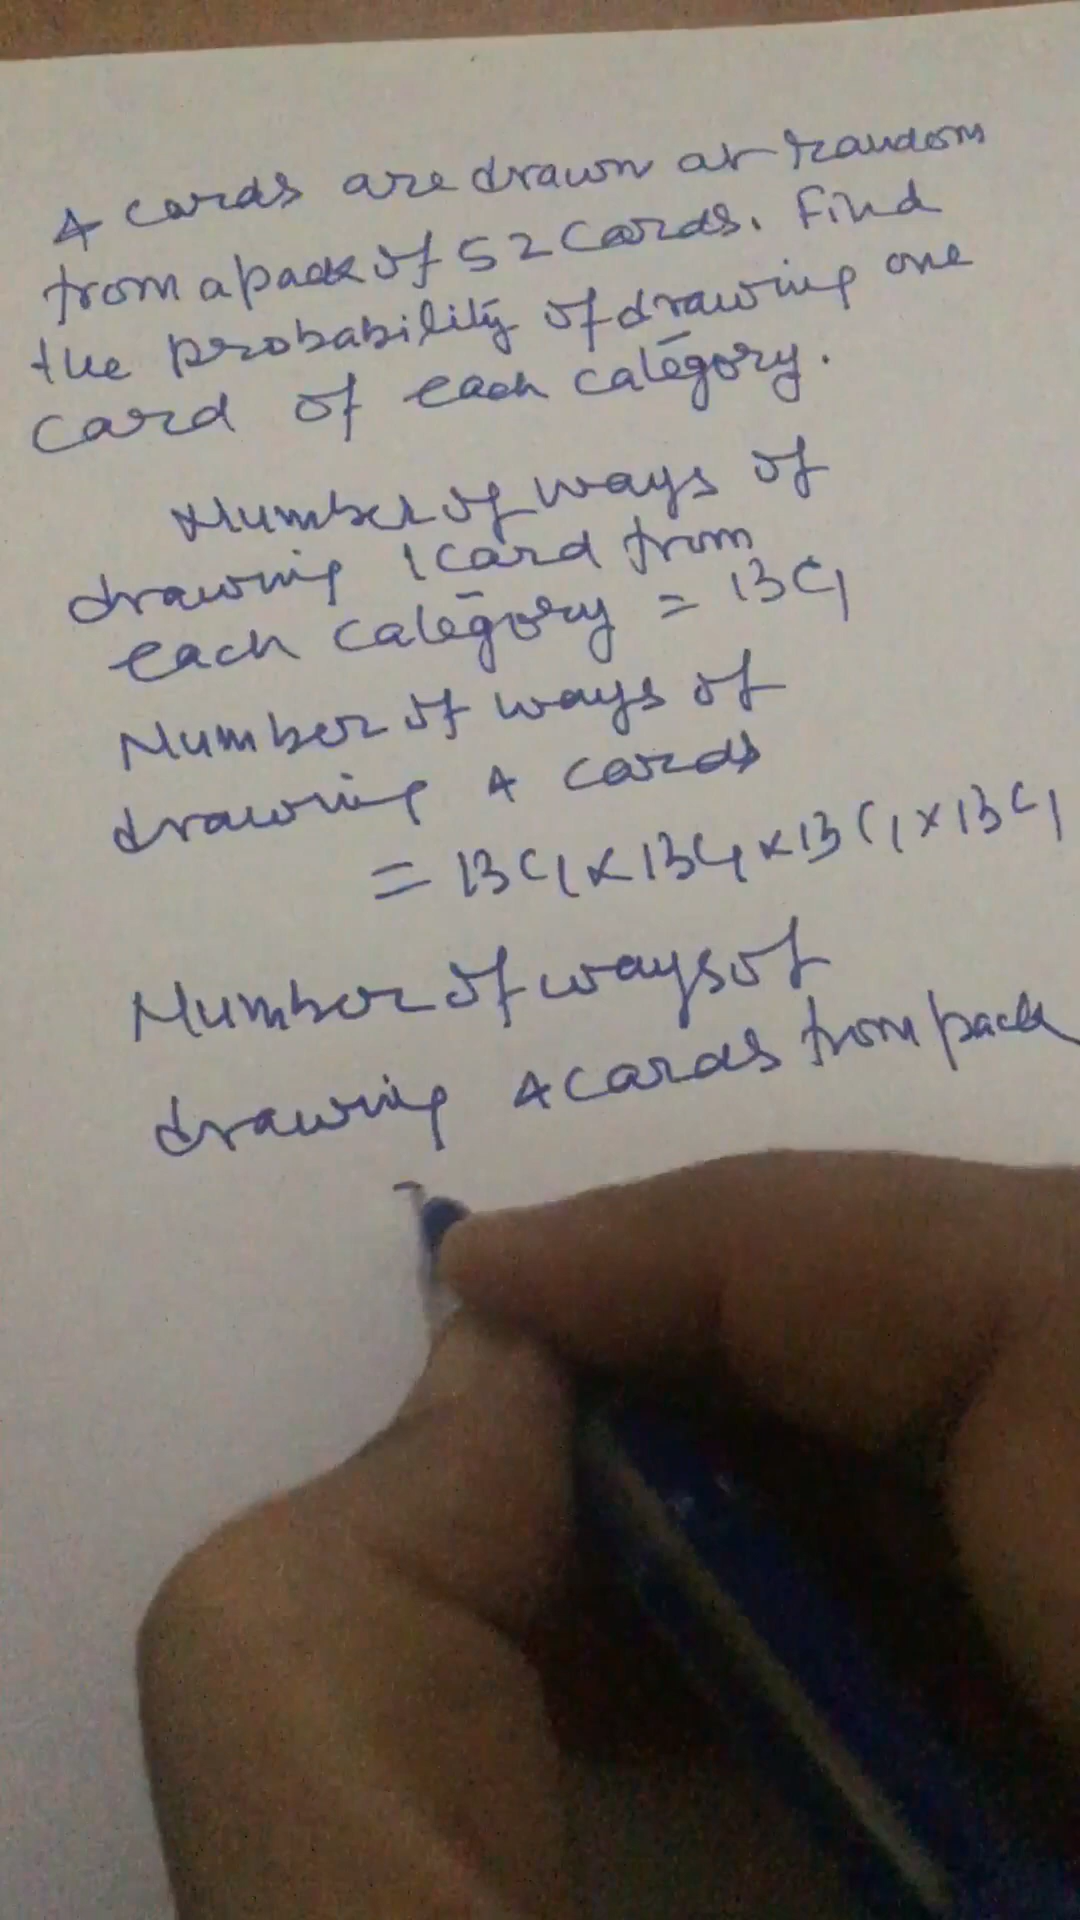 4 cards are drawn at random
from a pack of 52 cards. Find
the probability of drawing one
card of each category.
Number of ways of
drawing 1 card from
each category = 13C1
Number of ways of
drawing 4 cards
= 13C1 × 13C1 × 13C1 × 13C1
Number of ways of
drawing 4 cards from pack